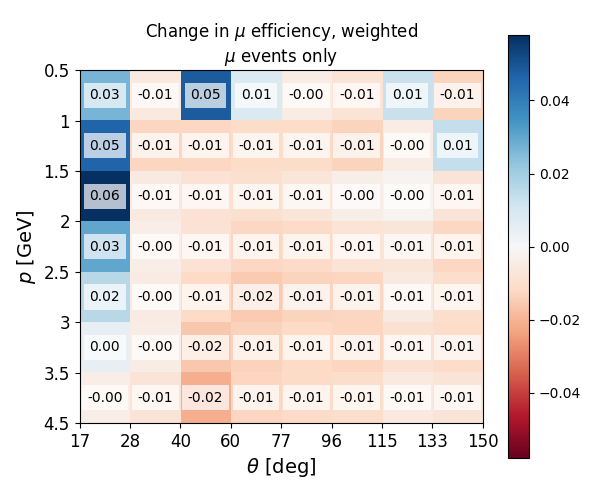 Change in μ efficiency, weighted
μ events only
0.5
0.03 -0.01 0.05 0.01 -0.00 -0.01 0.01 -0.01
1
0.05 -0.01 -0.01 -0.01 -0.01 -0.01 -0.00 0.01
1.5
0.06 -0.01 -0.01 -0.01 -0.01 -0.00 -0.00 -0.01
2
0.03 -0.00 -0.01 -0.01 -0.01 -0.01 -0.01 -0.01
2.5
0.02 -0.00 -0.01 -0.02 -0.01 -0.01 -0.01 -0.01
3
0.00 -0.00 -0.02 -0.01 -0.01 -0.01 -0.01 -0.01
3.5
-0.00 -0.01 -0.02 -0.01 -0.01 -0.01 -0.01 -0.01
4.5
p [GeV]
17 28 40 60 77 96 115 133 150
θ [deg]
0.04
0.02
0.00
−0.02
−0.04